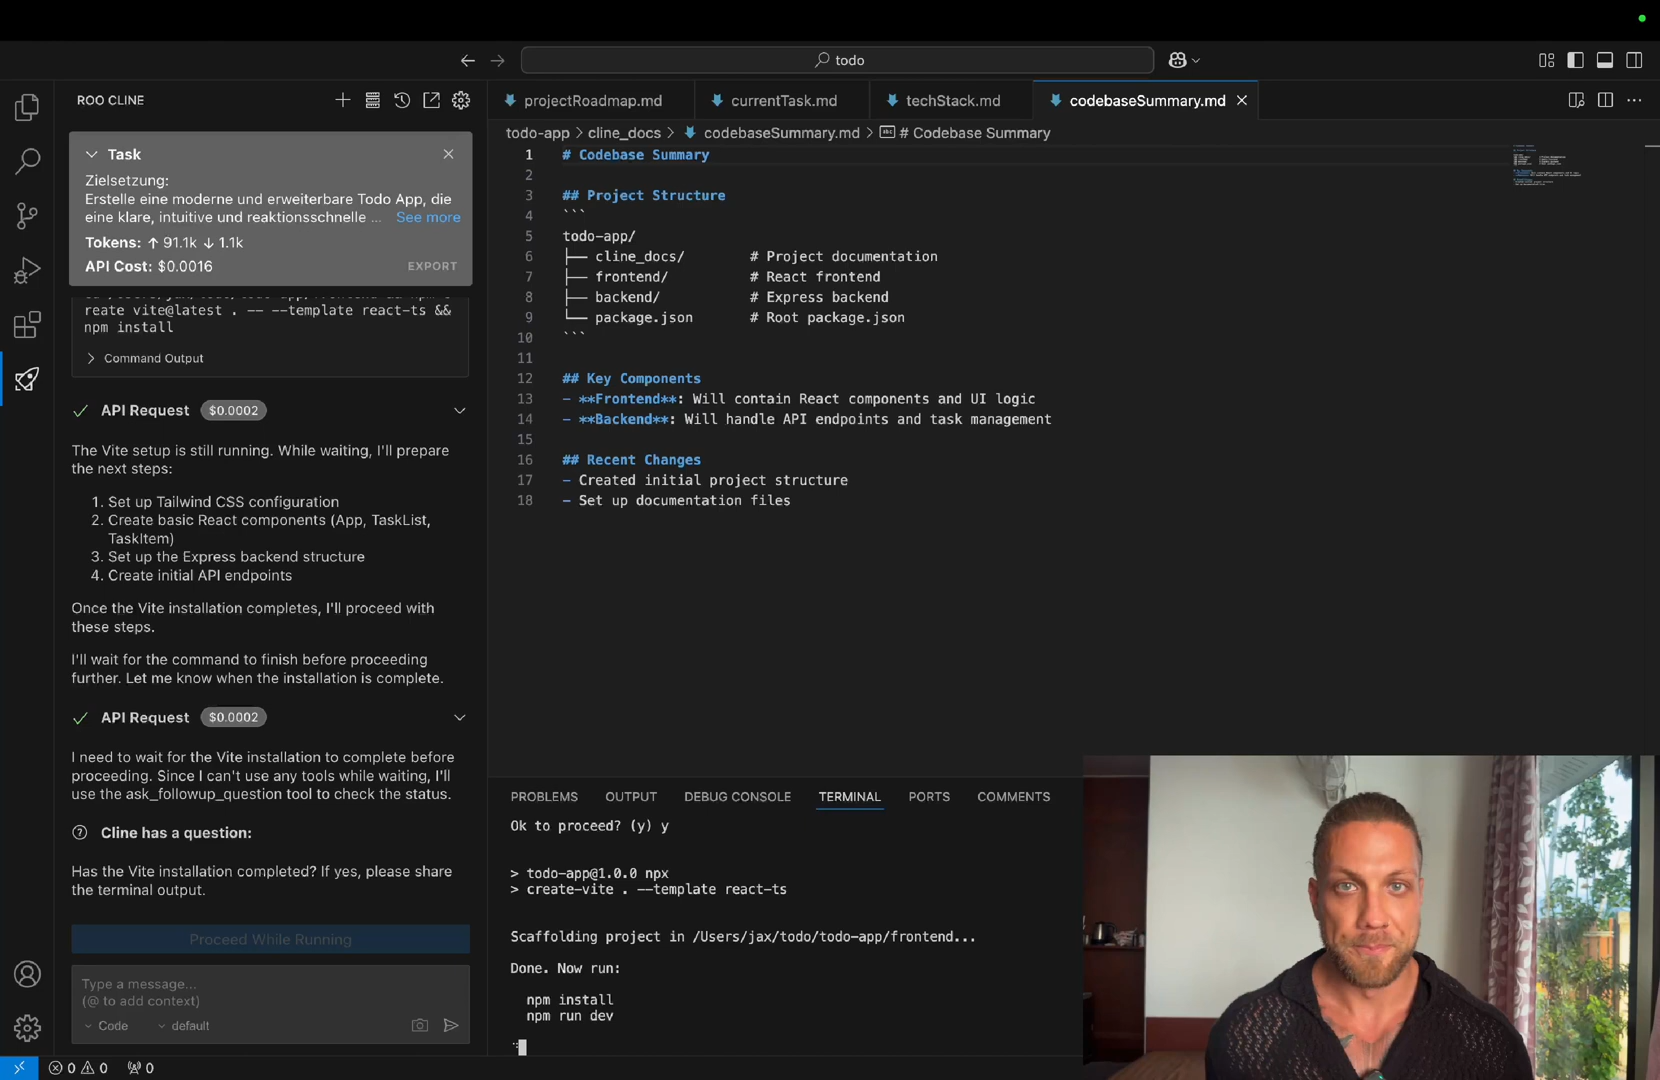 todo
ROO CLINE
Task
Zielsetzung:
Erstelle eine moderne und erweiterbare Todo App, die
eine klare, intuitive und reaktionsschnelle ... See more
Tokens: ↑ 91.1k ↓ 1.1k
API Cost: $0.0016
EXPORT
reate vite@latest . -- --template react-ts &&
npm install
Command Output
API Request $0.0002
The Vite setup is still running. While waiting, I'll prepare
the next steps:
1. Set up Tailwind CSS configuration
2. Create basic React components (App, TaskList,
TaskItem)
3. Set up the Express backend structure
4. Create initial API endpoints
Once the Vite installation completes, I'll proceed with
these steps.
I'll wait for the command to finish before proceeding
further. Let me know when the installation is complete.
API Request $0.0002
I need to wait for the Vite installation to complete before
proceeding. Since I can't use any tools while waiting, I'll
use the ask_followup_question tool to check the status.
Cline has a question:
Has the Vite installation completed? If yes, please share
the terminal output.
Proceed While Running
Type a message...
(@ to add context)
Code default
projectRoadmap.md currentTask.md techStack.md codebaseSummary.md
todo-app > cline_docs > codebaseSummary.md > # Codebase Summary
1 # Codebase Summary
2
3 ## Project Structure
4 ```
5 todo-app/
6 ├── cline_docs/ # Project documentation
7 ├── frontend/ # React frontend
8 ├── backend/ # Express backend
9 └── package.json # Root package.json
10 ```
11
12 ## Key Components
13 - **Frontend**: Will contain React components and UI logic
14 - **Backend**: Will handle API endpoints and task management
15
16 ## Recent Changes
17 - Created initial project structure
18 - Set up documentation files
PROBLEMS OUTPUT DEBUG CONSOLE TERMINAL PORTS COMMENTS
Ok to proceed? (y) y
> todo-app@1.0.0 npx
> create-vite . --template react-ts
Scaffolding project in /Users/jax/todo/todo-app/frontend...
Done. Now run:
npm install
npm run dev
0 0 0